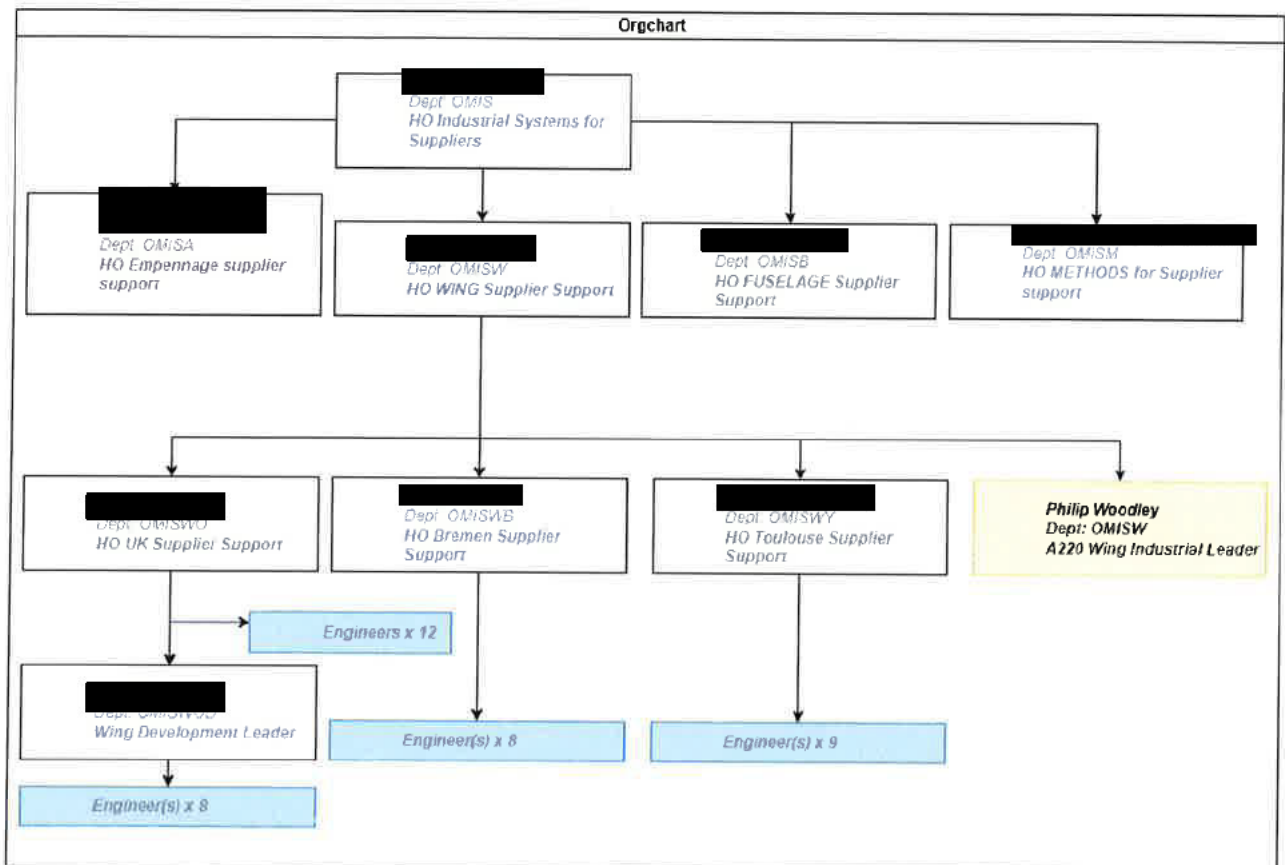 Orgchart
Dept: OMIS
HO Industrial Systems for
Suppliers
Dept: OMISA
HO Empennage supplier
support
Dept: OMISW
HO WING Supplier Support
Dept: OMISB
HO FUSELAGE Supplier
Support
Dept: OMISM
HO METHODS for Supplier
support
Dept: OMISWO
HO UK Supplier Support
Dept: OMISWB
HO Bremen Supplier
Support
Dept: OMISWY
HO Toulouse Supplier
Support
Philip Woodley
Dept: OMISW
A220 Wing Industrial Leader
Engineers x 12
Dept:
Wing Development Leader
Engineer(s) x 8
Engineer(s) x 9
Engineer(s) x 8